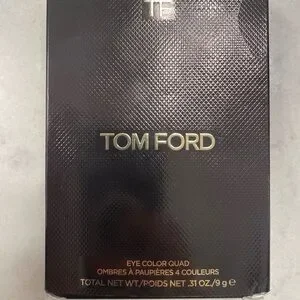 TF
TOM FORD
EYE COLOR QUAD
OMBRES À PAUPIÈRES 4 COULEURS
TOTAL NET WT./POIDS NET .31 OZ./9 g ℮